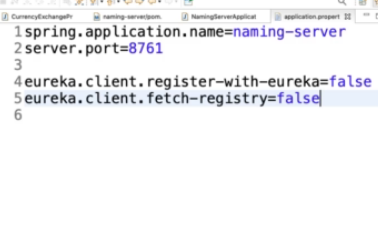 CurrencyExchangePr naming-server/pom. NamingServerApplicat application.propert
1 spring.application.name=naming-server
2 server.port=8761
3
4 eureka.client.register-with-eureka=false
5 eureka.client.fetch-registry=false
6